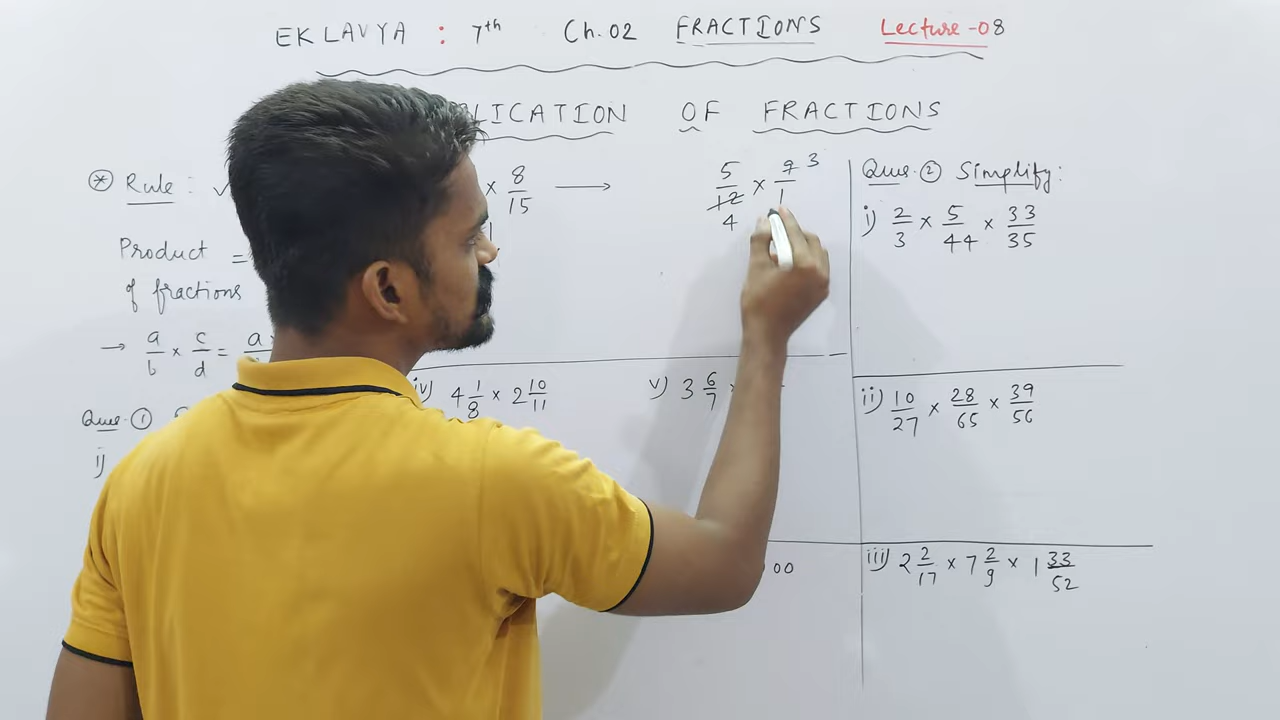 EKLAVYA : 7th Ch. 02 FRACTIONS Lecture-08
LICATION OF FRACTIONS
* Rule :
Product =
of fractions
→ a/b × c/d = a
Que. ① 
i)
× 8/15 →
5/12 × 9/1
4 3
iv) 4 1/8 × 2 10/11
v) 3 6/7
00
Que. ② Simplify :
i) 2/3 × 5/44 × 33/35
ii) 10/27 × 28/65 × 39/56
iii) 2 2/17 × 7 2/9 × 1 33/52